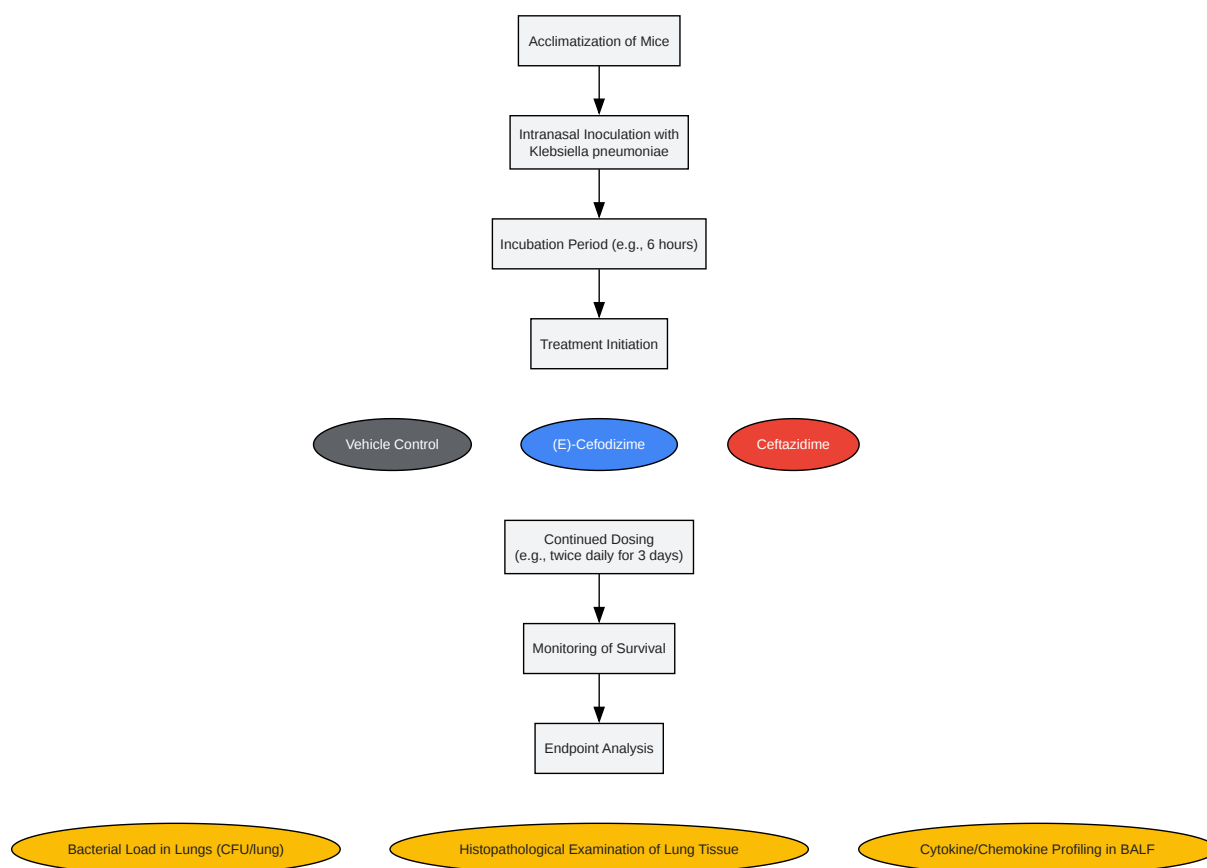 Acclimatization of Mice
Intranasal Inoculation with
Klebsiella pneumoniae
Incubation Period (e.g., 6 hours)
Treatment Initiation
Vehicle Control
(E)-Cefodizime
Ceftazidime
Continued Dosing
(e.g., twice daily for 3 days)
Monitoring of Survival
Endpoint Analysis
Bacterial Load in Lungs (CFU/lung)
Histopathological Examination of Lung Tissue
Cytokine/Chemokine Profiling in BALF